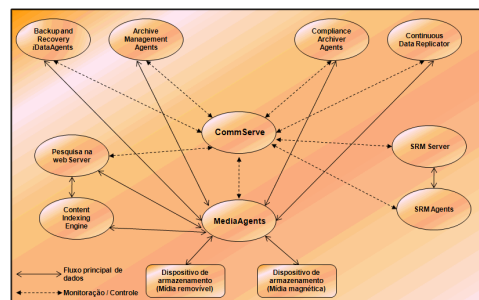 Backup and
Recovery
iDataAgents
Archive
Management
Agents
Compliance
Archiver
Agents
Continuous
Data Replicator
CommServe
Pesquisa na
web Server
SRM Server
Content
Indexing
Engine
MediaAgents
SRM Agents
Dispositivo de
armazenamento
(Mídia removível)
Dispositivo de
armazenamento
(Mídia magnética)
Fluxo principal de
dados
Monitoração / Controle